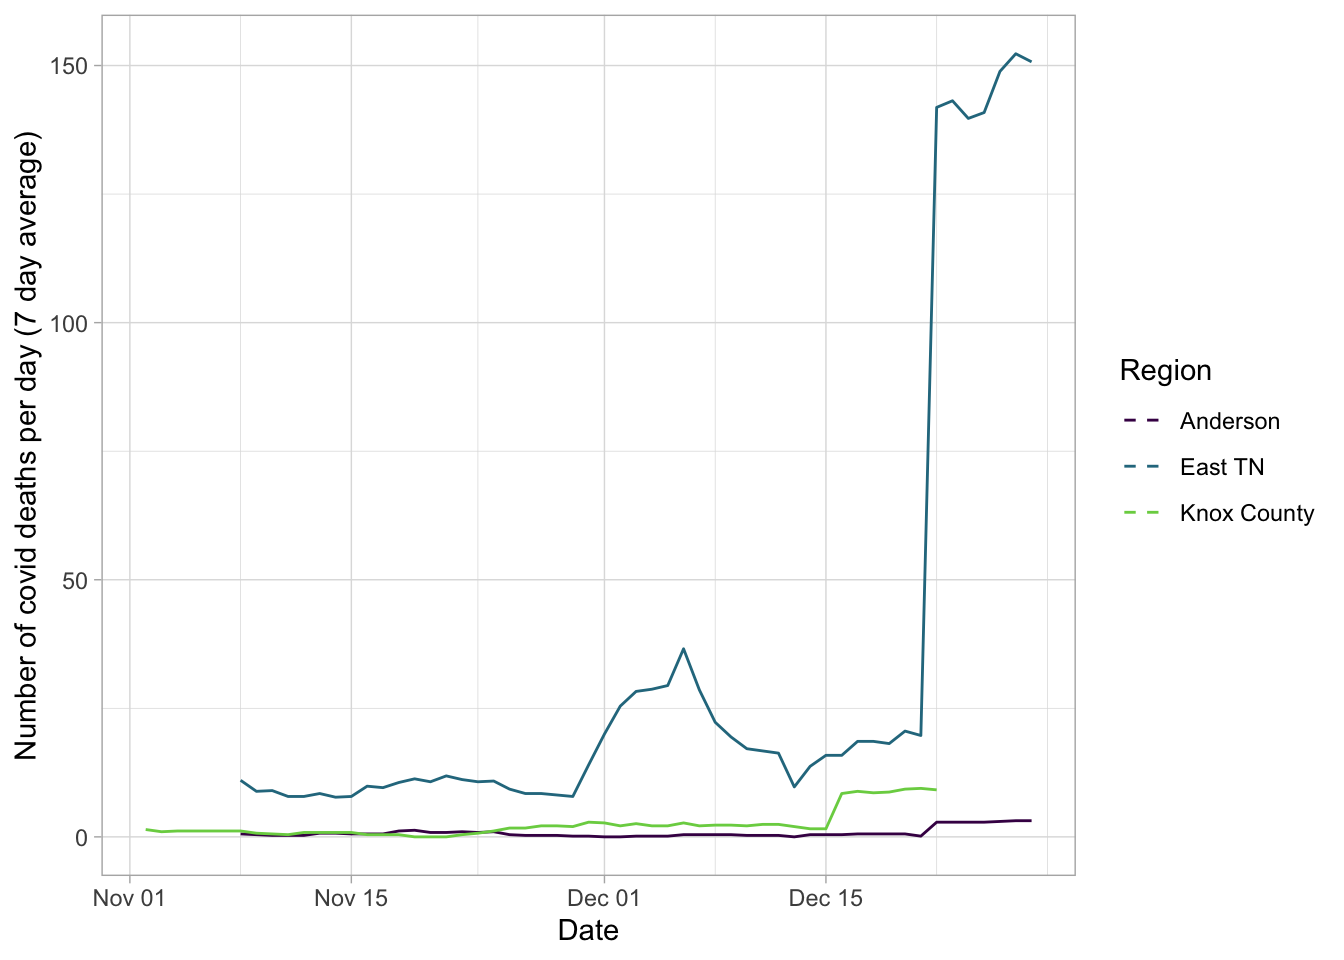 Number of covid deaths per day (7 day average)
150
100
50
0
Nov 01
Nov 15
Dec 01
Dec 15
Date
Region
Anderson
East TN
Knox County